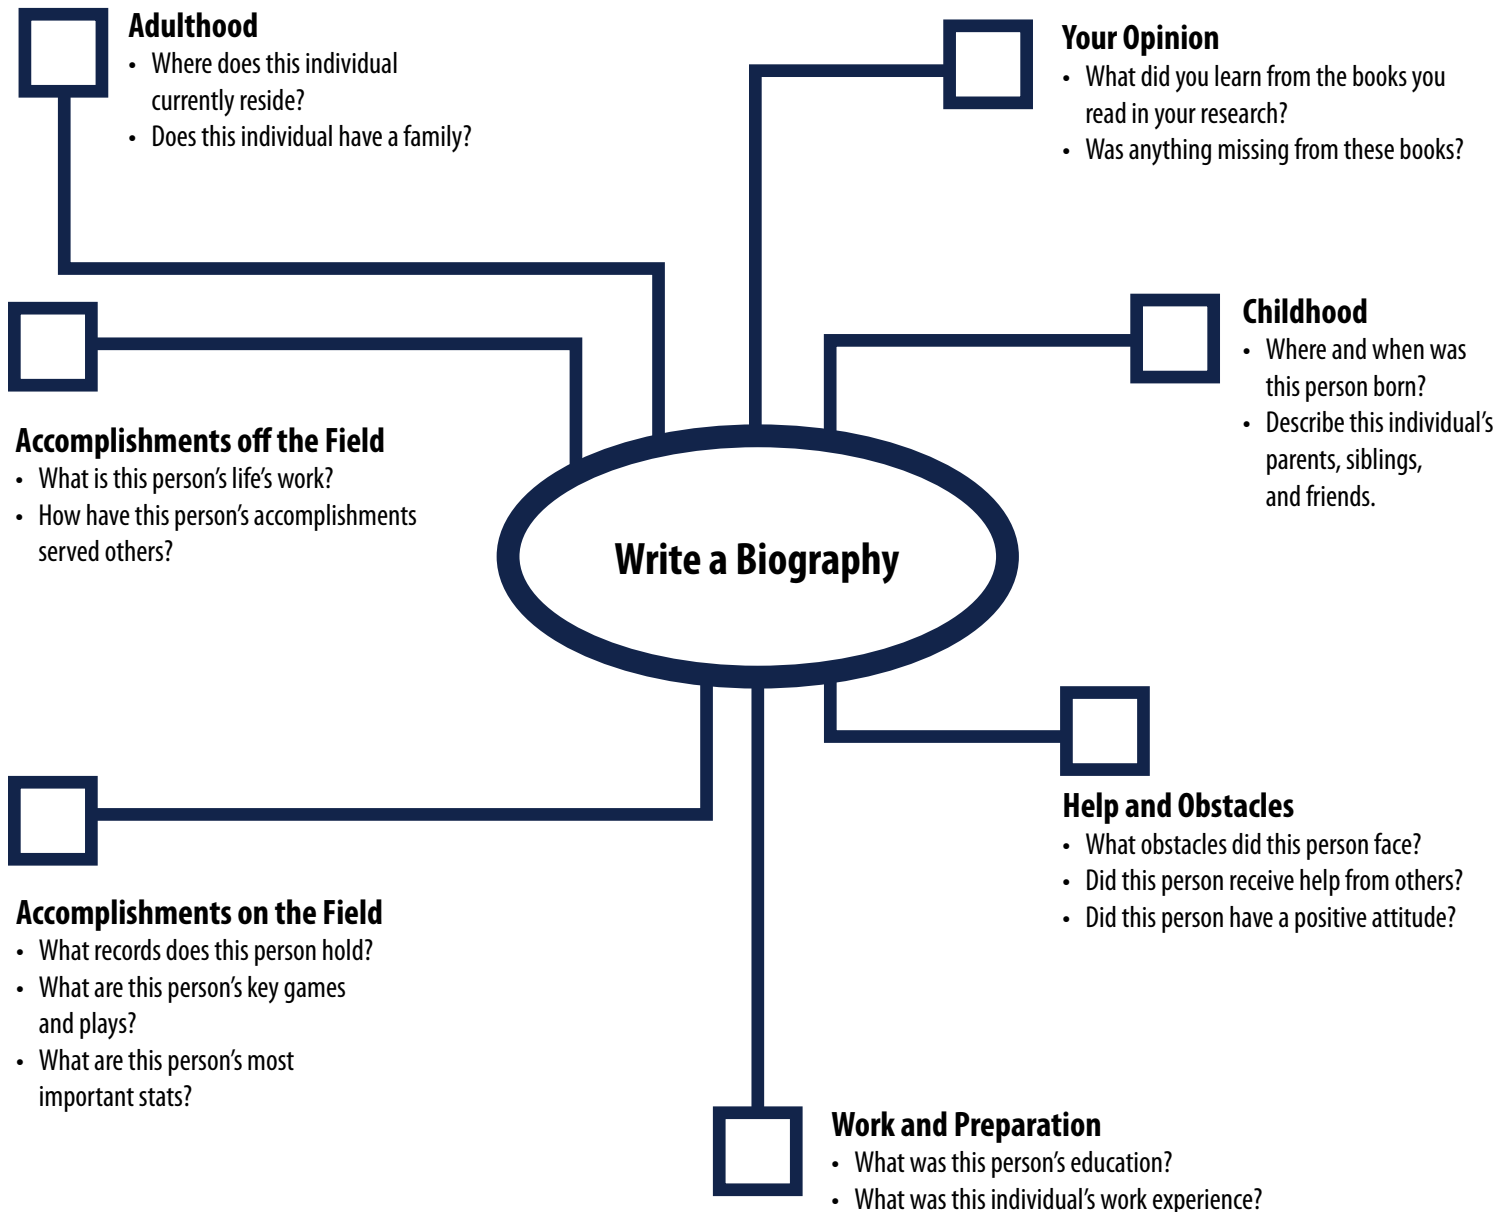 Adulthood
• Where does this individual
currently reside?
• Does this individual have a family?
Your Opinion
• What did you learn from the books you
read in your research?
• Was anything missing from these books?
Childhood
• Where and when was
this person born?
• Describe this individual’s
parents, siblings,
and friends.
Accomplishments off the Field
• What is this person’s life’s work?
• How have this person’s accomplishments
served others?
Write a Biography
Help and Obstacles
• What obstacles did this person face?
• Did this person receive help from others?
• Did this person have a positive attitude?
Accomplishments on the Field
• What records does this person hold?
• What are this person’s key games
and plays?
• What are this person’s most
important stats?
Work and Preparation
• What was this person’s education?
• What was this individual’s work experience?